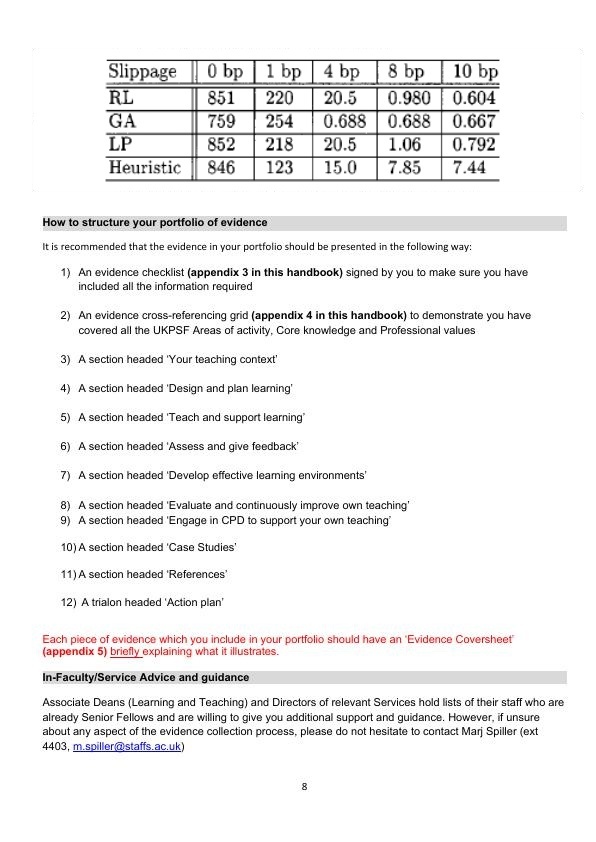 Slippage 0 bp 1 bp 4 bp 8 bp 10 bp
RL 851 220 20.5 0.980 0.604
GA 759 254 0.688 0.688 0.667
LP 852 218 20.5 1.06 0.792
Heuristic 846 123 15.0 7.85 7.44
How to structure your portfolio of evidence
It is recommended that the evidence in your portfolio should be presented in the following way:
1) An evidence checklist (appendix 3 in this handbook) signed by you to make sure you have
included all the information required
2) An evidence cross-referencing grid (appendix 4 in this handbook) to demonstrate you have
covered all the UKPSF Areas of activity, Core knowledge and Professional values
3) A section headed ‘Your teaching context’
4) A section headed ‘Design and plan learning’
5) A section headed ‘Teach and support learning’
6) A section headed ‘Assess and give feedback’
7) A section headed ‘Develop effective learning environments’
8) A section headed ‘Evaluate and continuously improve own teaching’
9) A section headed ‘Engage in CPD to support your own teaching’
10) A section headed ‘Case Studies’
11) A section headed ‘References’
12) A trialon headed ‘Action plan’
Each piece of evidence which you include in your portfolio should have an ‘Evidence Coversheet’
(appendix 5) briefly explaining what it illustrates.
In-Faculty/Service Advice and guidance
Associate Deans (Learning and Teaching) and Directors of relevant Services hold lists of their staff who are
already Senior Fellows and are willing to give you additional support and guidance. However, if unsure
about any aspect of the evidence collection process, please do not hesitate to contact Marj Spiller (ext
4403, m.spiller@staffs.ac.uk)
8